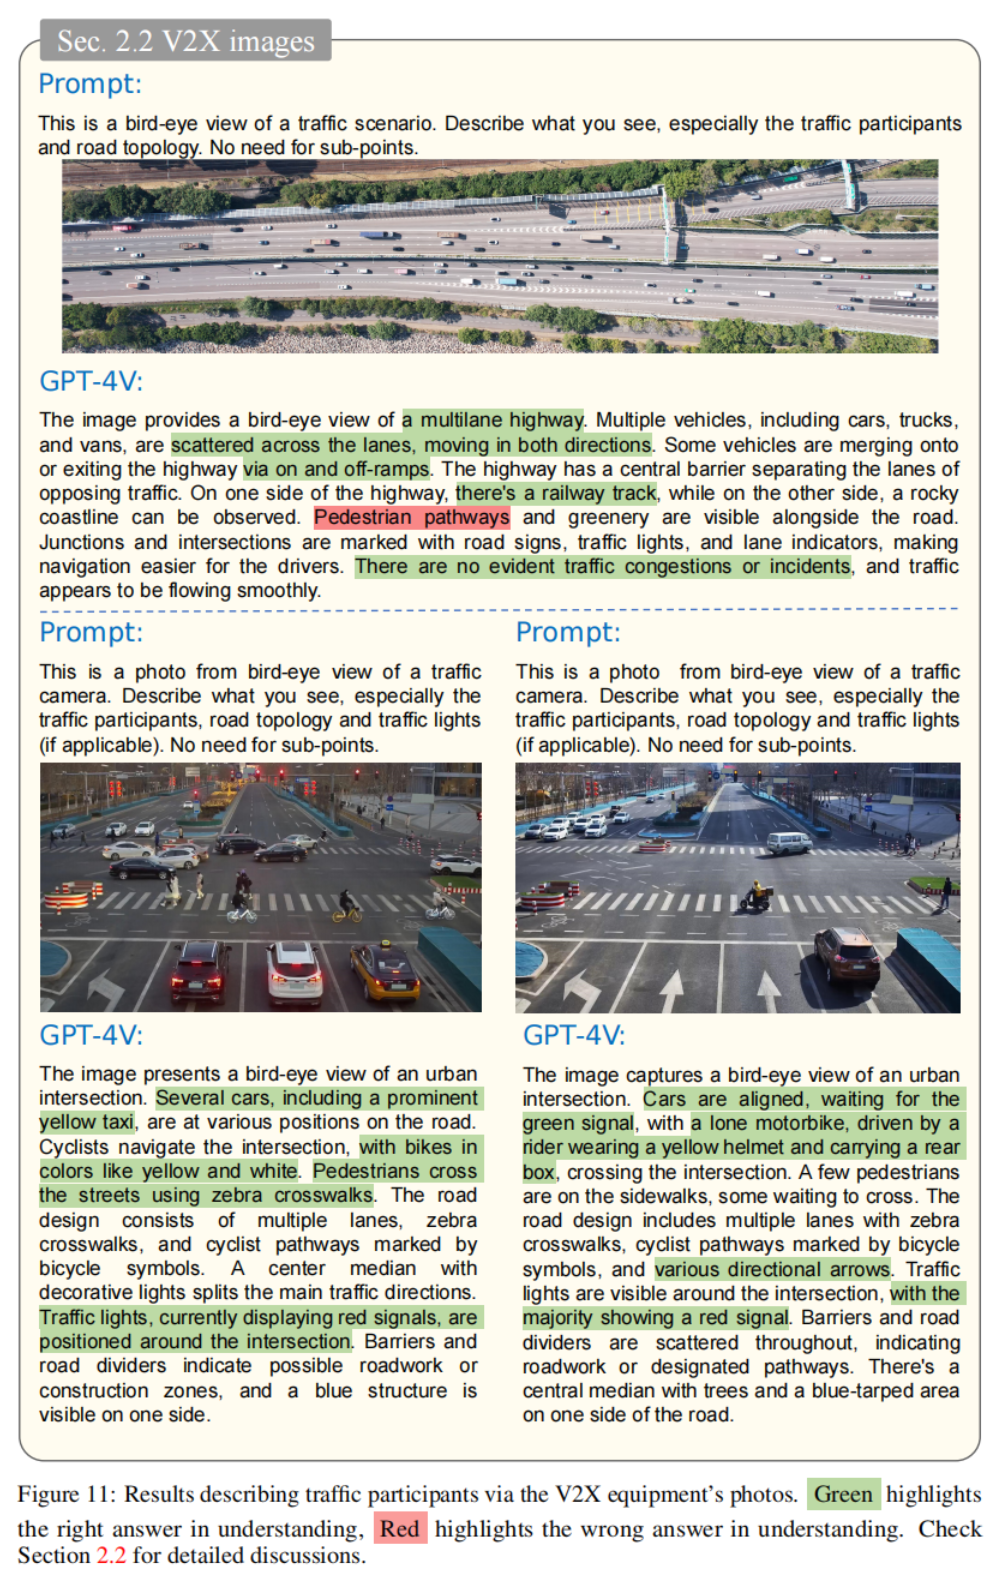 Sec. 2.2 V2X images
Prompt:
This is a bird-eye view of a traffic scenario. Describe what you see, especially the traffic participants
and road topology. No need for sub-points.
GPT-4V:
The image provides a bird-eye view of a multilane highway. Multiple vehicles, including cars, trucks,
and vans, are scattered across the lanes, moving in both directions. Some vehicles are merging onto
or exiting the highway via on and off-ramps. The highway has a central barrier separating the lanes of
opposing traffic. On one side of the highway, there's a railway track, while on the other side, a rocky
coastline can be observed. Pedestrian pathways and greenery are visible alongside the road.
Junctions and intersections are marked with road signs, traffic lights, and lane indicators, making
navigation easier for the drivers. There are no evident traffic congestions or incidents, and traffic
appears to be flowing smoothly.
Prompt:
This is a photo from bird-eye view of a traffic
camera. Describe what you see, especially the
traffic participants, road topology and traffic lights
(if applicable). No need for sub-points.
GPT-4V:
The image presents a bird-eye view of an urban
intersection. Several cars, including a prominent
yellow taxi, are at various positions on the road.
Cyclists navigate the intersection, with bikes in
colors like yellow and white. Pedestrians cross
the streets using zebra crosswalks. The road
design consists of multiple lanes, zebra
crosswalks, and cyclist pathways marked by
bicycle symbols. A center median with
decorative lights splits the main traffic directions.
Traffic lights, currently displaying red signals, are
positioned around the intersection. Barriers and
road dividers indicate possible roadwork or
construction zones, and a blue structure is
visible on one side.
Prompt:
This is a photo from bird-eye view of a traffic
camera. Describe what you see, especially the
traffic participants, road topology and traffic lights
(if applicable). No need for sub-points.
GPT-4V:
The image captures a bird-eye view of an urban
intersection. Cars are aligned, waiting for the
green signal, with a lone motorbike, driven by a
rider wearing a yellow helmet and carrying a rear
box, crossing the intersection. A few pedestrians
are on the sidewalks, some waiting to cross. The
road design includes multiple lanes with zebra
crosswalks, cyclist pathways marked by bicycle
symbols, and various directional arrows. Traffic
lights are visible around the intersection, with the
majority showing a red signal. Barriers and road
dividers are scattered throughout, indicating
roadwork or designated pathways. There's a
central median with trees and a blue-tarped area
on one side of the road.
Figure 11: Results describing traffic participants via the V2X equipment's photos. Green highlights
the right answer in understanding, Red highlights the wrong answer in understanding. Check
Section 2.2 for detailed discussions.